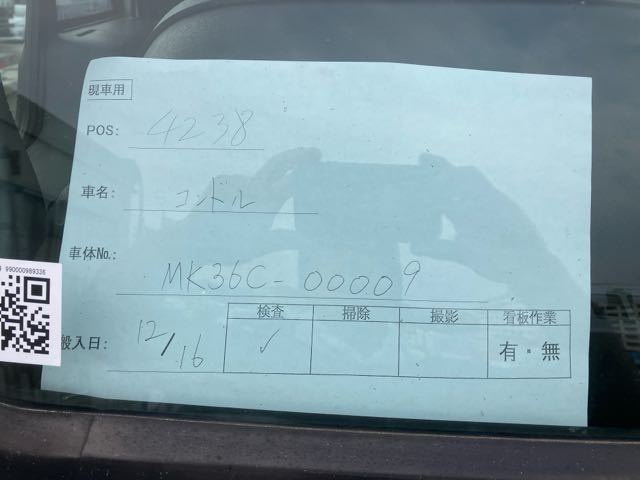 現車用
POS: 4238
車名: コンドル
車体No.: MK36C-00009
検査 掃除 撮影 看板作業
搬入日: 12/16 ✓ 有・無
990000989336